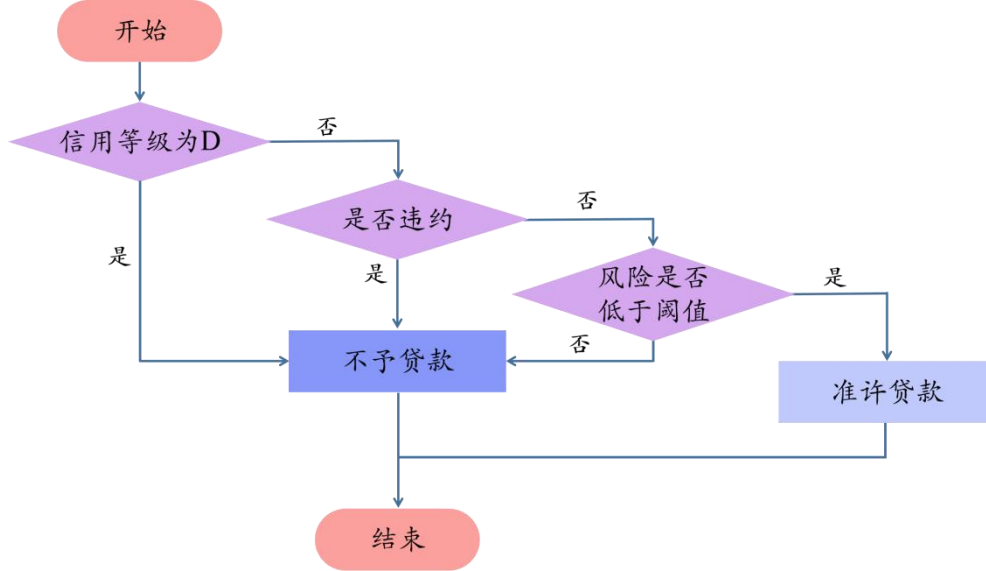 开始
信用等级为D
否
是否违约
否
是
是
风险是否
低于阈值
是
否
不予贷款
准许贷款
结束